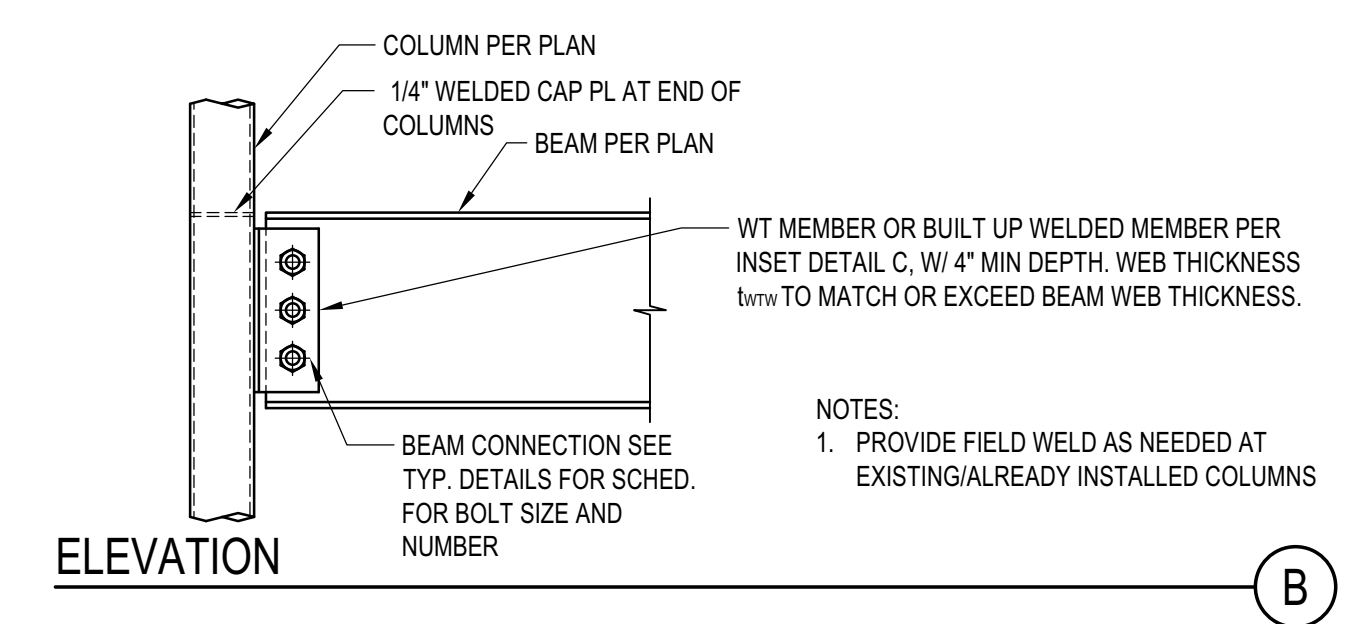 COLUMN PER PLAN
1/4" WELDED CAP PL AT END OF
COLUMNS
BEAM PER PLAN
WT MEMBER OR BUILT UP WELDED MEMBER PER
INSET DETAIL C, W/ 4" MIN DEPTH. WEB THICKNESS
tWTW TO MATCH OR EXCEED BEAM WEB THICKNESS.
NOTES:
1. PROVIDE FIELD WELD AS NEEDED AT
EXISTING/ALREADY INSTALLED COLUMNS
BEAM CONNECTION SEE
TYP. DETAILS FOR SCHED.
FOR BOLT SIZE AND
NUMBER
ELEVATION
B